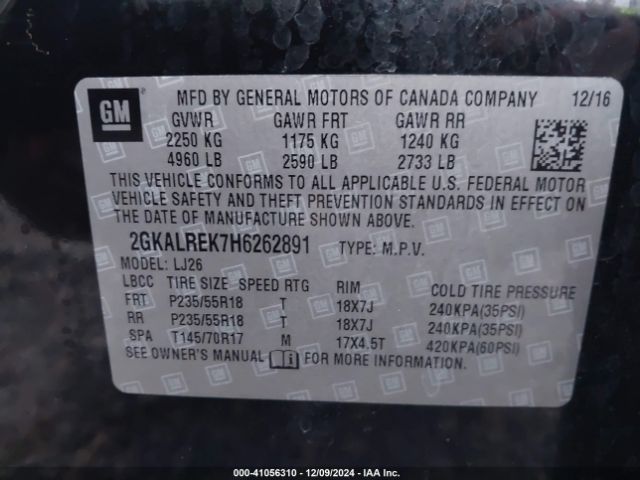 GM MFD BY GENERAL MOTORS OF CANADA COMPANY 12/16
GVWR GAWR FRT GAWR RR
2250 KG 1175 KG 1240 KG
4960 LB 2590 LB 2733 LB
THIS VEHICLE CONFORMS TO ALL APPLICABLE U.S. FEDERAL MOTOR
VEHICLE SAFETY AND THEFT PREVENTION STANDARDS IN EFFECT ON
THE DATE OF MANUFACTURE SHOWN ABOVE.
2GKALREK7H6262891 TYPE: M.P.V.
MODEL: LJ26
LBCC TIRE SIZE SPEED RTG RIM COLD TIRE PRESSURE
FRT P235/55R18 T 18X7J 240KPA(35PSI)
RR P235/55R18 T 18X7J 240KPA(35PSI)
SPA T145/70R17 M 17X4.5T 420KPA(60PSI)
SEE OWNER'S MANUAL FOR MORE INFORMATION.
000-41056310 - 12/09/2024 - IAA Inc.